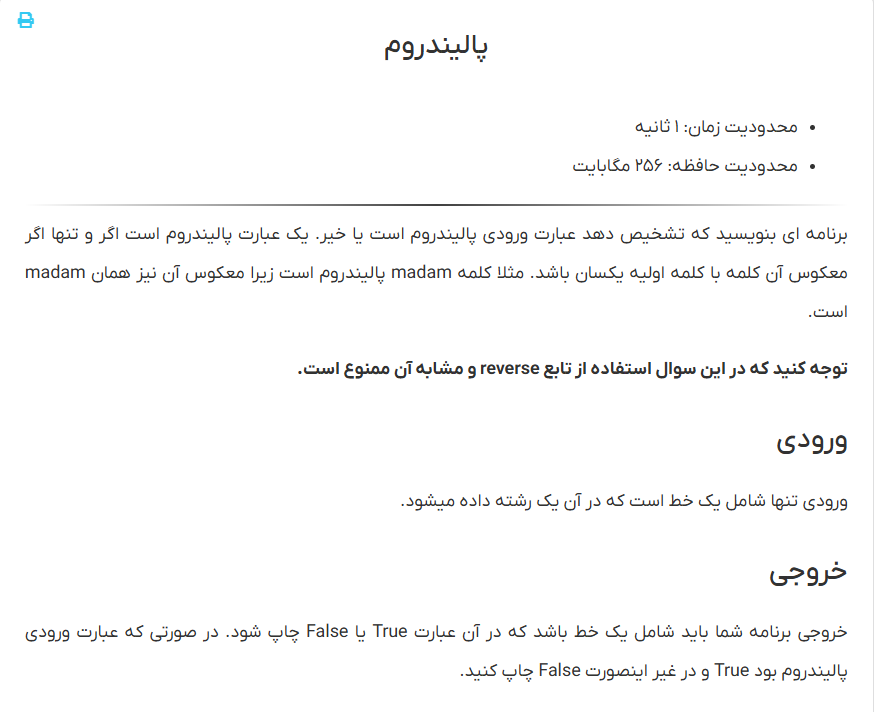 پالیندروم
محدودیت زمان: ۱ ثانیه
محدودیت حافظه: ۲۵۶ مگابایت
برنامه ای بنویسید که تشخیص دهد عبارت ورودی پالیندروم است یا خیر. یک عبارت پالیندروم است اگر و تنها اگر
معکوس آن کلمه با کلمه اولیه یکسان باشد. مثلا کلمه madam پالیندروم است زیرا معکوس آن نیز همان madam
است.
توجه کنید که در این سوال استفاده از تابع reverse و مشابه آن ممنوع است.
ورودی
ورودی تنها شامل یک خط است که در آن یک رشته داده میشود.
خروجی
خروجی برنامه شما باید شامل یک خط باشد که در آن عبارت True یا False چاپ شود. در صورتی که عبارت ورودی
پالیندروم بود True و در غیر اینصورت False چاپ کنید.